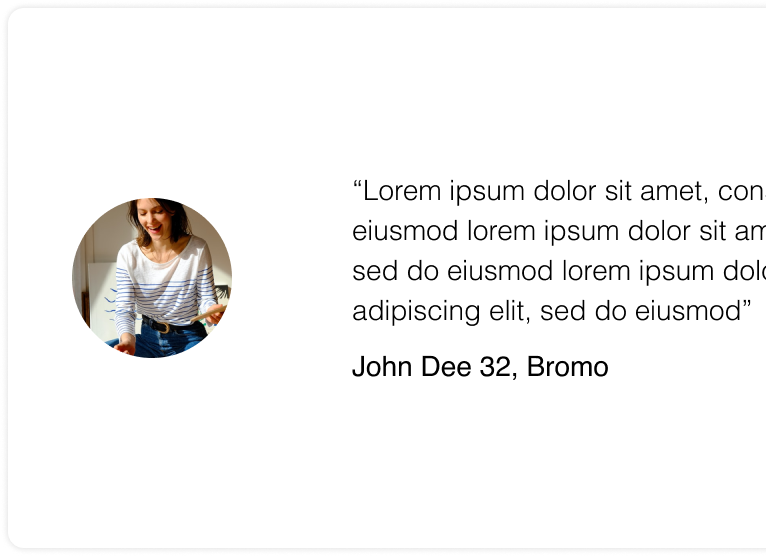 “Lorem ipsum dolor sit amet,
eiusmod lorem ipsum dolor sit
sed do eiusmod lorem ipsum
adipiscing elit, sed do eiusmod”
John Dee 32, Bromo